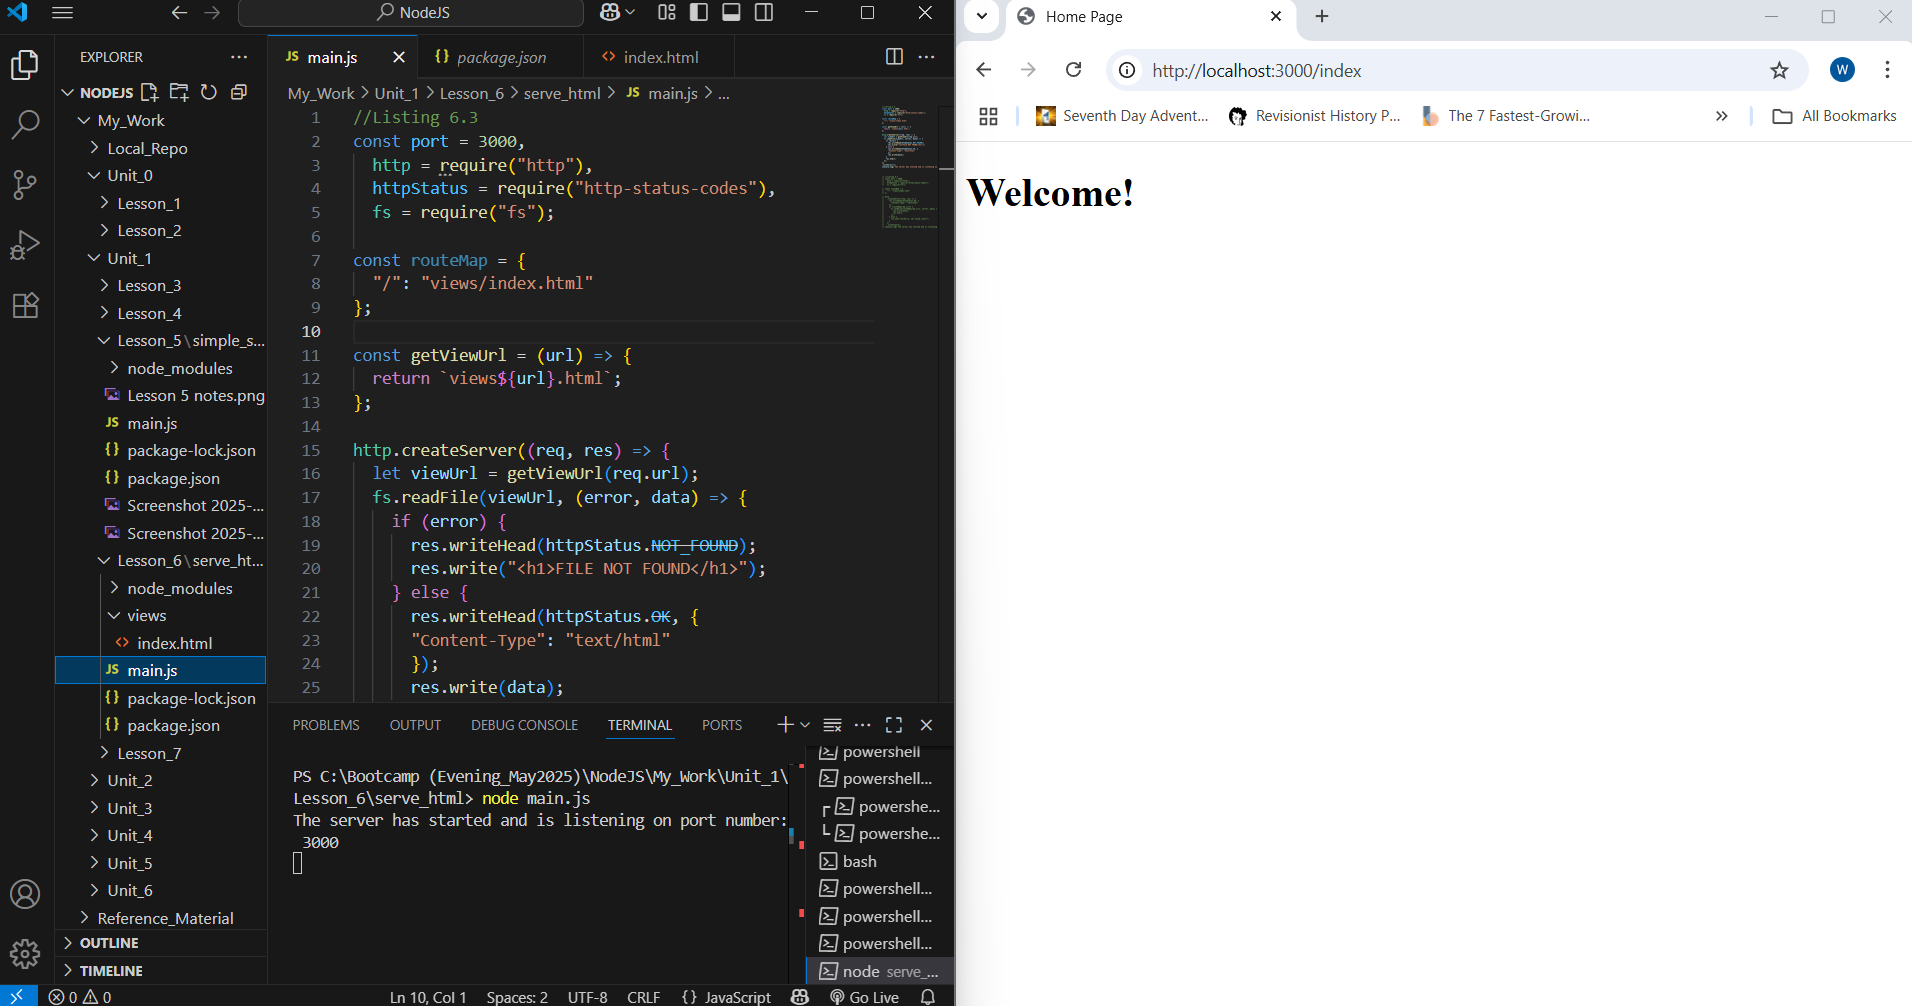 NodeJS
EXPLORER
NODEJS
My_Work
Local_Repo
Unit_0
Lesson_1
Lesson_2
Unit_1
Lesson_3
Lesson_4
Lesson_5\simple_s...
node_modules
Lesson 5 notes.png
JS main.js
{} package-lock.json
{} package.json
Screenshot 2025-...
Screenshot 2025-...
Lesson_6\serve_ht...
node_modules
views
<> index.html
JS main.js
{} package-lock.json
{} package.json
Lesson_7
Unit_2
Unit_3
Unit_4
Unit_5
Unit_6
Reference_Material
OUTLINE
TIMELINE
JS main.js
{} package.json
<> index.html
My_Work > Unit_1 > Lesson_6 > serve_html > JS main.js > ...
1 //Listing 6.3
2 const port = 3000,
3 http = require("http"),
4 httpStatus = require("http-status-codes"),
5 fs = require("fs");
6
7 const routeMap = {
8 "/": "views/index.html"
9 };
10
11 const getViewUrl = (url) => {
12 return `views${url}.html`;
13 };
14
15 http.createServer((req, res) => {
16 let viewUrl = getViewUrl(req.url);
17 fs.readFile(viewUrl, (error, data) => {
18 if (error) {
19 res.writeHead(httpStatus.NOT_FOUND);
20 res.write("<h1>FILE NOT FOUND</h1>");
21 } else {
22 res.writeHead(httpStatus.OK, {
23 "Content-Type": "text/html"
24 });
25 res.write(data);
PROBLEMS OUTPUT DEBUG CONSOLE TERMINAL PORTS
PS C:\Bootcamp (Evening_May2025)\NodeJS\My_Work\Unit_1\
Lesson_6\serve_html> node main.js
The server has started and is listening on port number:
3000
powershell
powershell...
powershe...
powershe...
bash
powershell...
powershell...
powershell...
node serve_...
0 0
Ln 10, Col 1 Spaces: 2 UTF-8 CRLF {} JavaScript Go Live
Home Page
http://localhost:3000/index
W
Seventh Day Advent...
Revisionist History P...
The 7 Fastest-Growi...
All Bookmarks
Welcome!